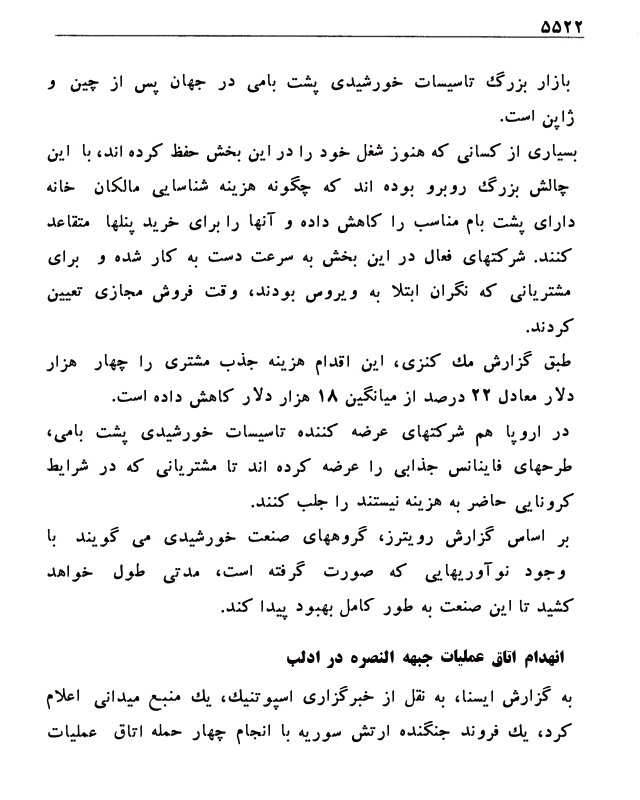 ۵۵۲۲
بازار بزرگ تاسیسات خورشیدی پشت بامی در جهان پس از چین و
ژاپن است.
بسیاری از کسانی که هنوز شغل خود را در این بخش حفظ کرده اند، با این
چالش بزرگ روبرو بوده اند که چگونه هزینه شناسایی مالکان خانه
دارای پشت بام مناسب را کاهش داده و آنها را برای خرید پنلها متقاعد
کنند. شرکتهای فعال در این بخش به سرعت دست به کار شده و برای
مشتریانی که نگران ابتلا به ویروس بودند، وقت فروش مجازی تعیین
کردند.
طبق گزارش مك کنزی، این اقدام هزینه جذب مشتری را چهار هزار
دلار معادل ۲۲ درصد از میانگین ۱۸ هزار دلار کاهش داده است.
در اروپا هم شرکتهای عرضه کننده تاسیسات خورشیدی پشت بامی،
طرحهای فاینانس جذابی را عرضه کرده اند تا مشتریانی که در شرایط
کرونایی حاضر به هزینه نیستند را جلب کنند.
بر اساس گزارش رویترز، گروههای صنعت خورشیدی می گویند با
وجود نوآوریهایی که صورت گرفته است، مدتی طول خواهد
کشید تا این صنعت به طور کامل بهبود پیدا کند.
انهدام اتاق عملیات جبهه النصره در ادلب
به گزارش ایسنا، به نقل از خبرگزاری اسپوتنیك، یك منبع میدانی اعلام
کرد، یك فروند جنگنده ارتش سوریه با انجام چهار حمله اتاق عملیات